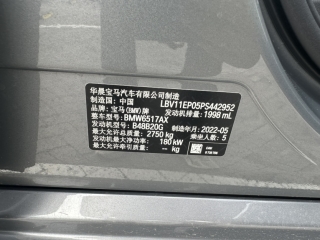 华晨宝马汽车有限公司制造
制造国:中国 LBV11EP05PS442952
品牌:宝马(BMW)牌 发动机排量:1998 mL
整车型号:BMW6517AX
发动机型号:B48B20G 制造年月:2022-05
最大允许总质量:2750 kg 乘坐人数:5
发动机最大净功率:180 kW
最大允许牵引质量:-- kg